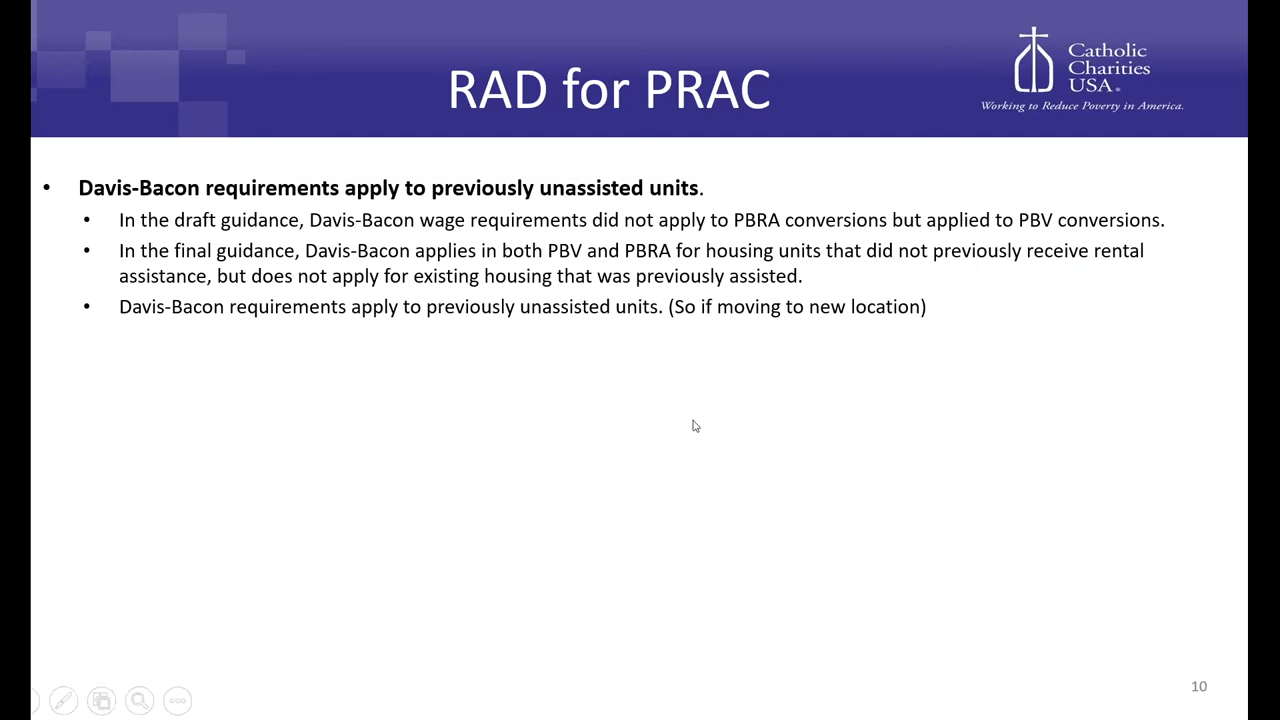 RAD for PRAC
Catholic
Charities
USA®
Working to Reduce Poverty in America.
• Davis-Bacon requirements apply to previously unassisted units.
• In the draft guidance, Davis-Bacon wage requirements did not apply to PBRA conversions but applied to PBV conversions.
• In the final guidance, Davis-Bacon applies in both PBV and PBRA for housing units that did not previously receive rental
assistance, but does not apply for existing housing that was previously assisted.
• Davis-Bacon requirements apply to previously unassisted units. (So if moving to new location)
10